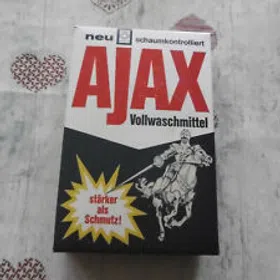 neu schaumkontrolliert
AJAX
Vollwaschmittel
stärker
als
Schmutz!